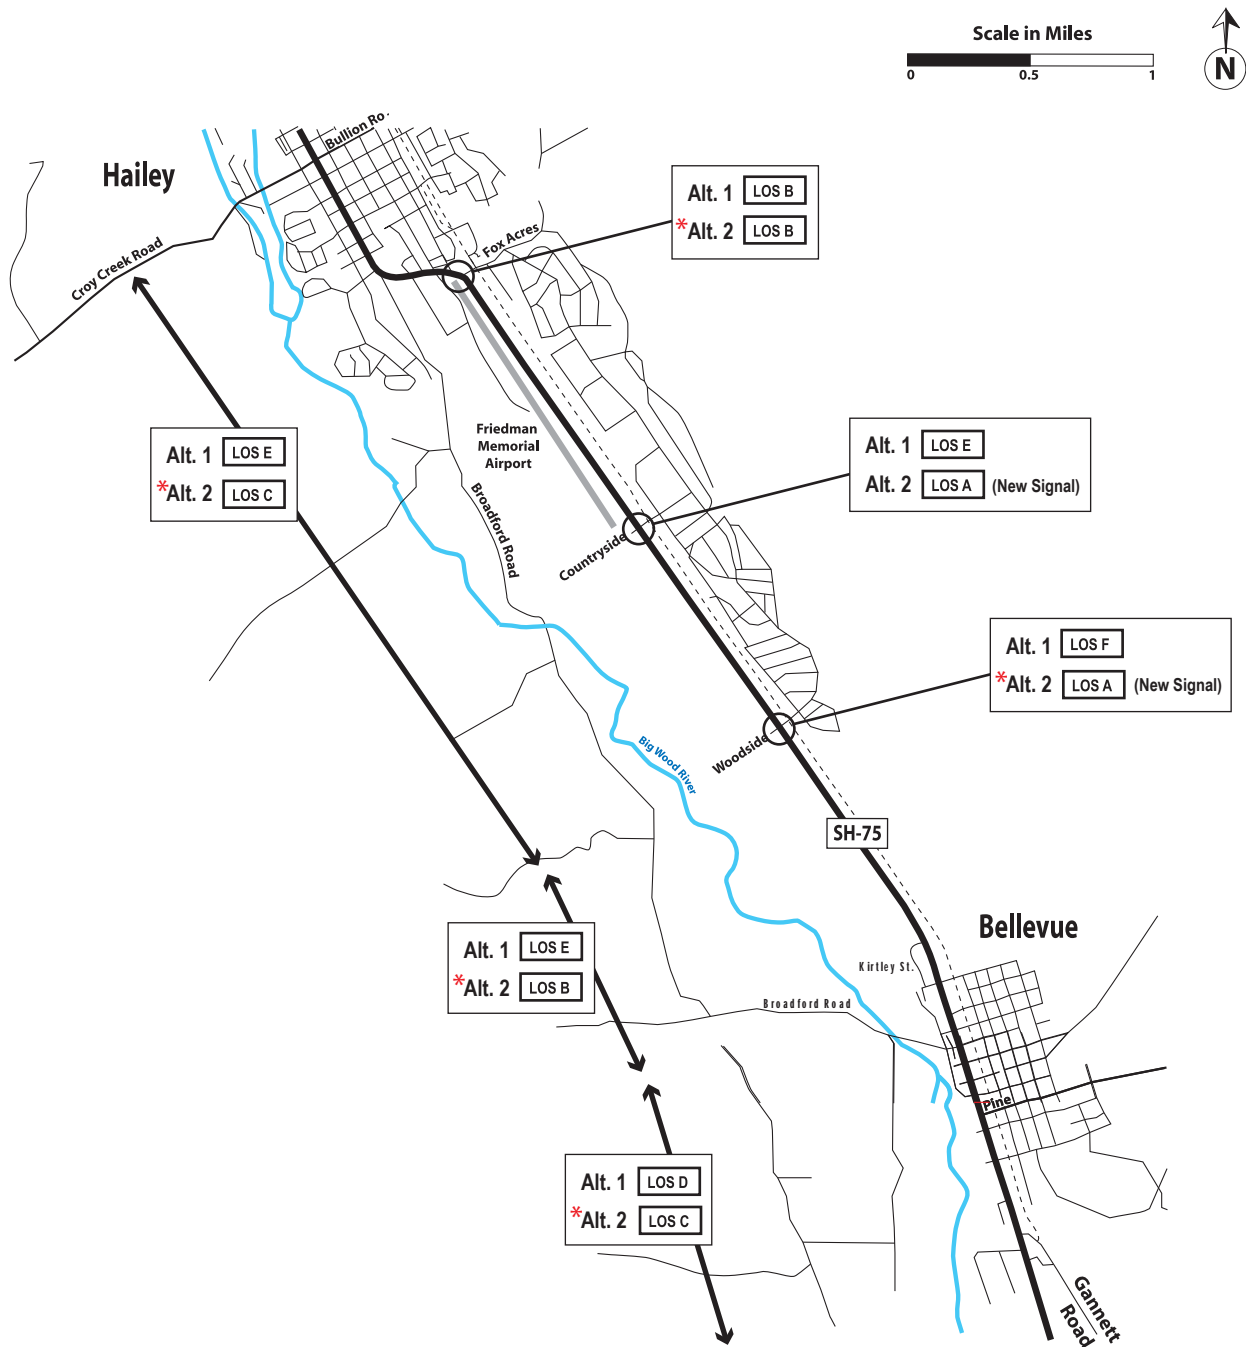 Scale in Miles
0 0.5 1
N
Bullion Ro
Hailey
Alt. 1 LOS B
*Alt. 2 LOS B
Fox Acres
Croy Creek Road
Friedman
Memorial
Airport
Alt. 1 LOS E
*Alt. 2 LOS C
Alt. 1 LOS E
Alt. 2 LOS A (New Signal)
Broadford Road
Countryside
Alt. 1 LOS F
*Alt. 2 LOS A (New Signal)
Woodside
Big Wood River
SH-75
Bellevue
Alt. 1 LOS E
*Alt. 2 LOS B
Kirtley St.
Broadford Road
Pine
Alt. 1 LOS D
*Alt. 2 LOS C
Gannett
Road